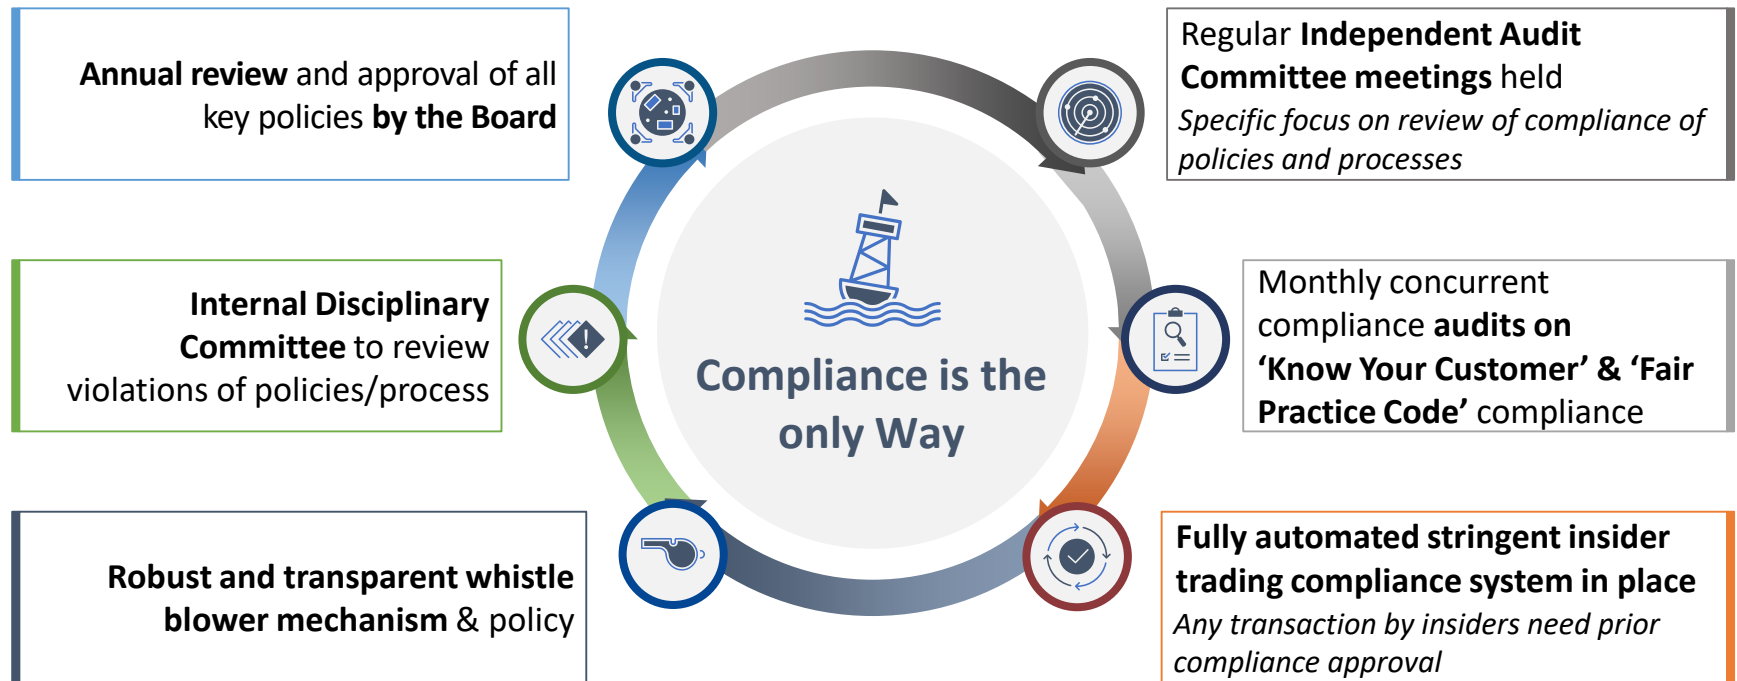 Annual review and approval of all
key policies by the Board
Regular Independent Audit
Committee meetings held
Specific focus on review of compliance of
policies and processes
Internal Disciplinary
Committee to review
violations of policies/process
Compliance is the
only Way
Monthly concurrent
compliance audits on
‘Know Your Customer’ & ‘Fair
Practice Code’ compliance
Robust and transparent whistle
blower mechanism & policy
Fully automated stringent insider
trading compliance system in place
Any transaction by insiders need prior
compliance approval